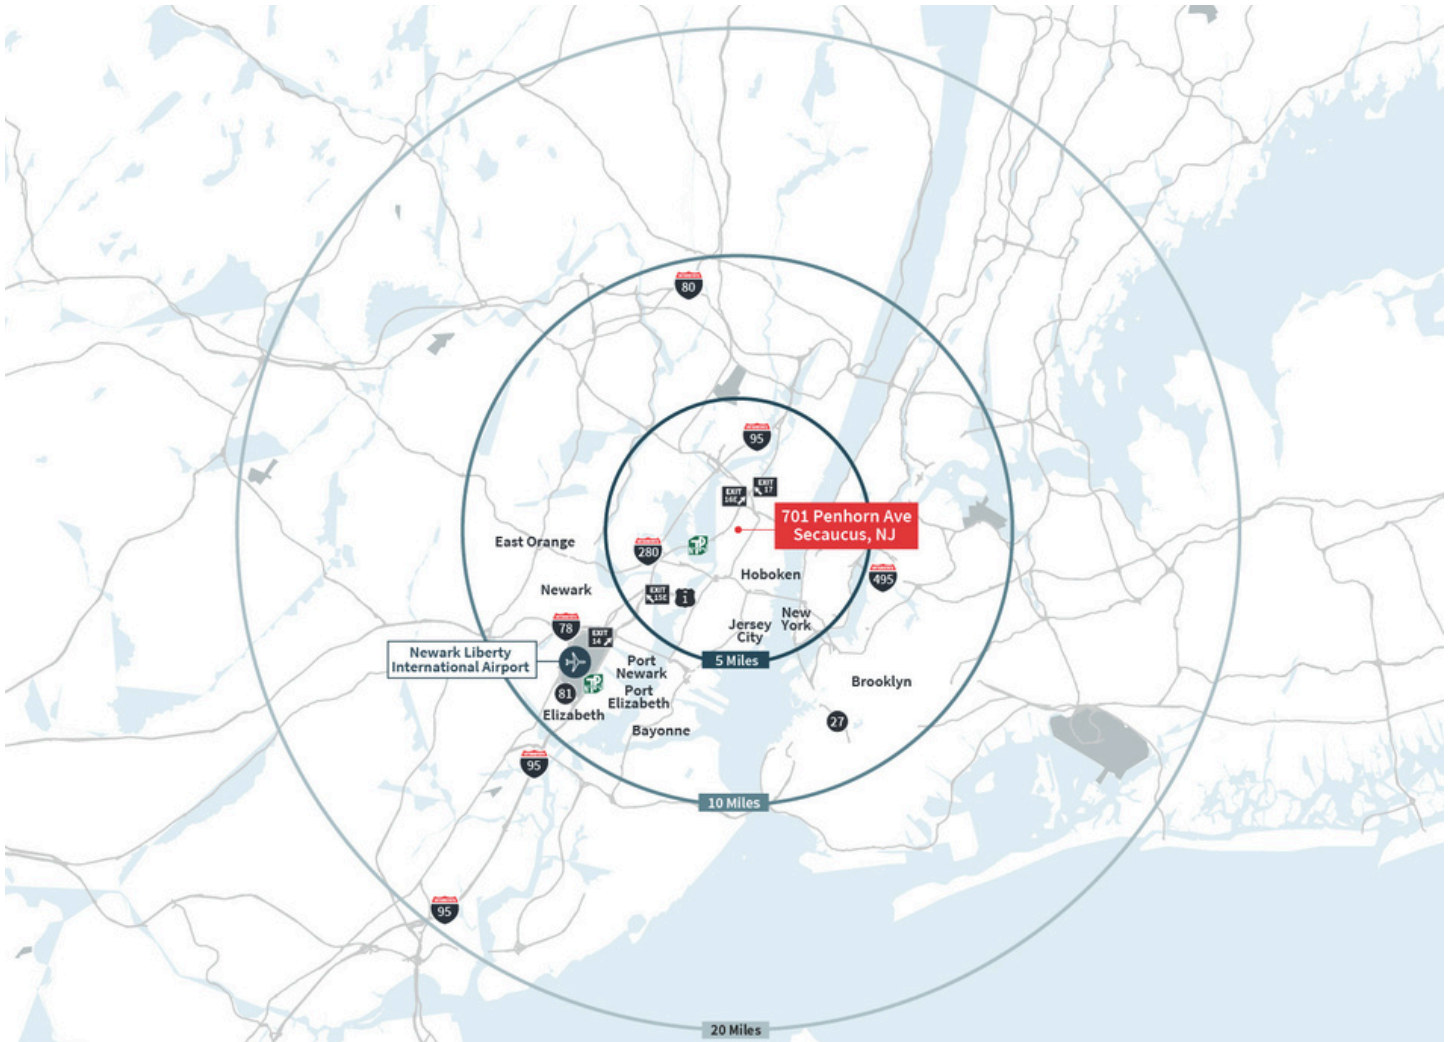 80
95
EXIT
16E
EXIT
17
701 Penhorn Ave
Secaucus, NJ
East Orange
280
TP
Hoboken
495
Newark
EXIT
15E
1
New
York
Jersey
City
78
EXIT
14
Newark Liberty
International Airport
5 Miles
Port
Newark
Brooklyn
81
Port
Elizabeth
Elizabeth
27
Bayonne
95
10 Miles
95
20 Miles